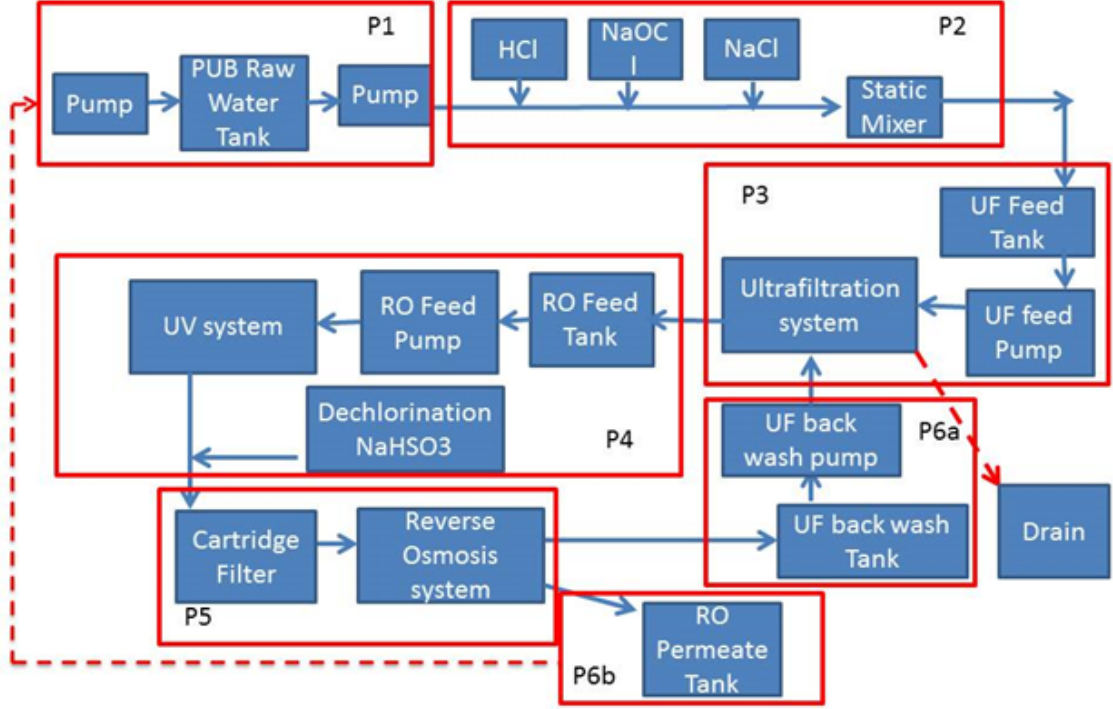 P1
Pump
PUB Raw
Water
Tank
Pump
P2
HCl
NaOC
l
NaCl
Static
Mixer
P3
UF Feed
Tank
UF feed
Pump
Ultrafiltration
system
P4
RO Feed
Tank
RO Feed
Pump
UV system
Dechlorination
NaHSO3
P6a
UF back
wash pump
UF back wash
Tank
Drain
P5
Cartridge
Filter
Reverse
Osmosis
system
P6b
RO
Permeate
Tank